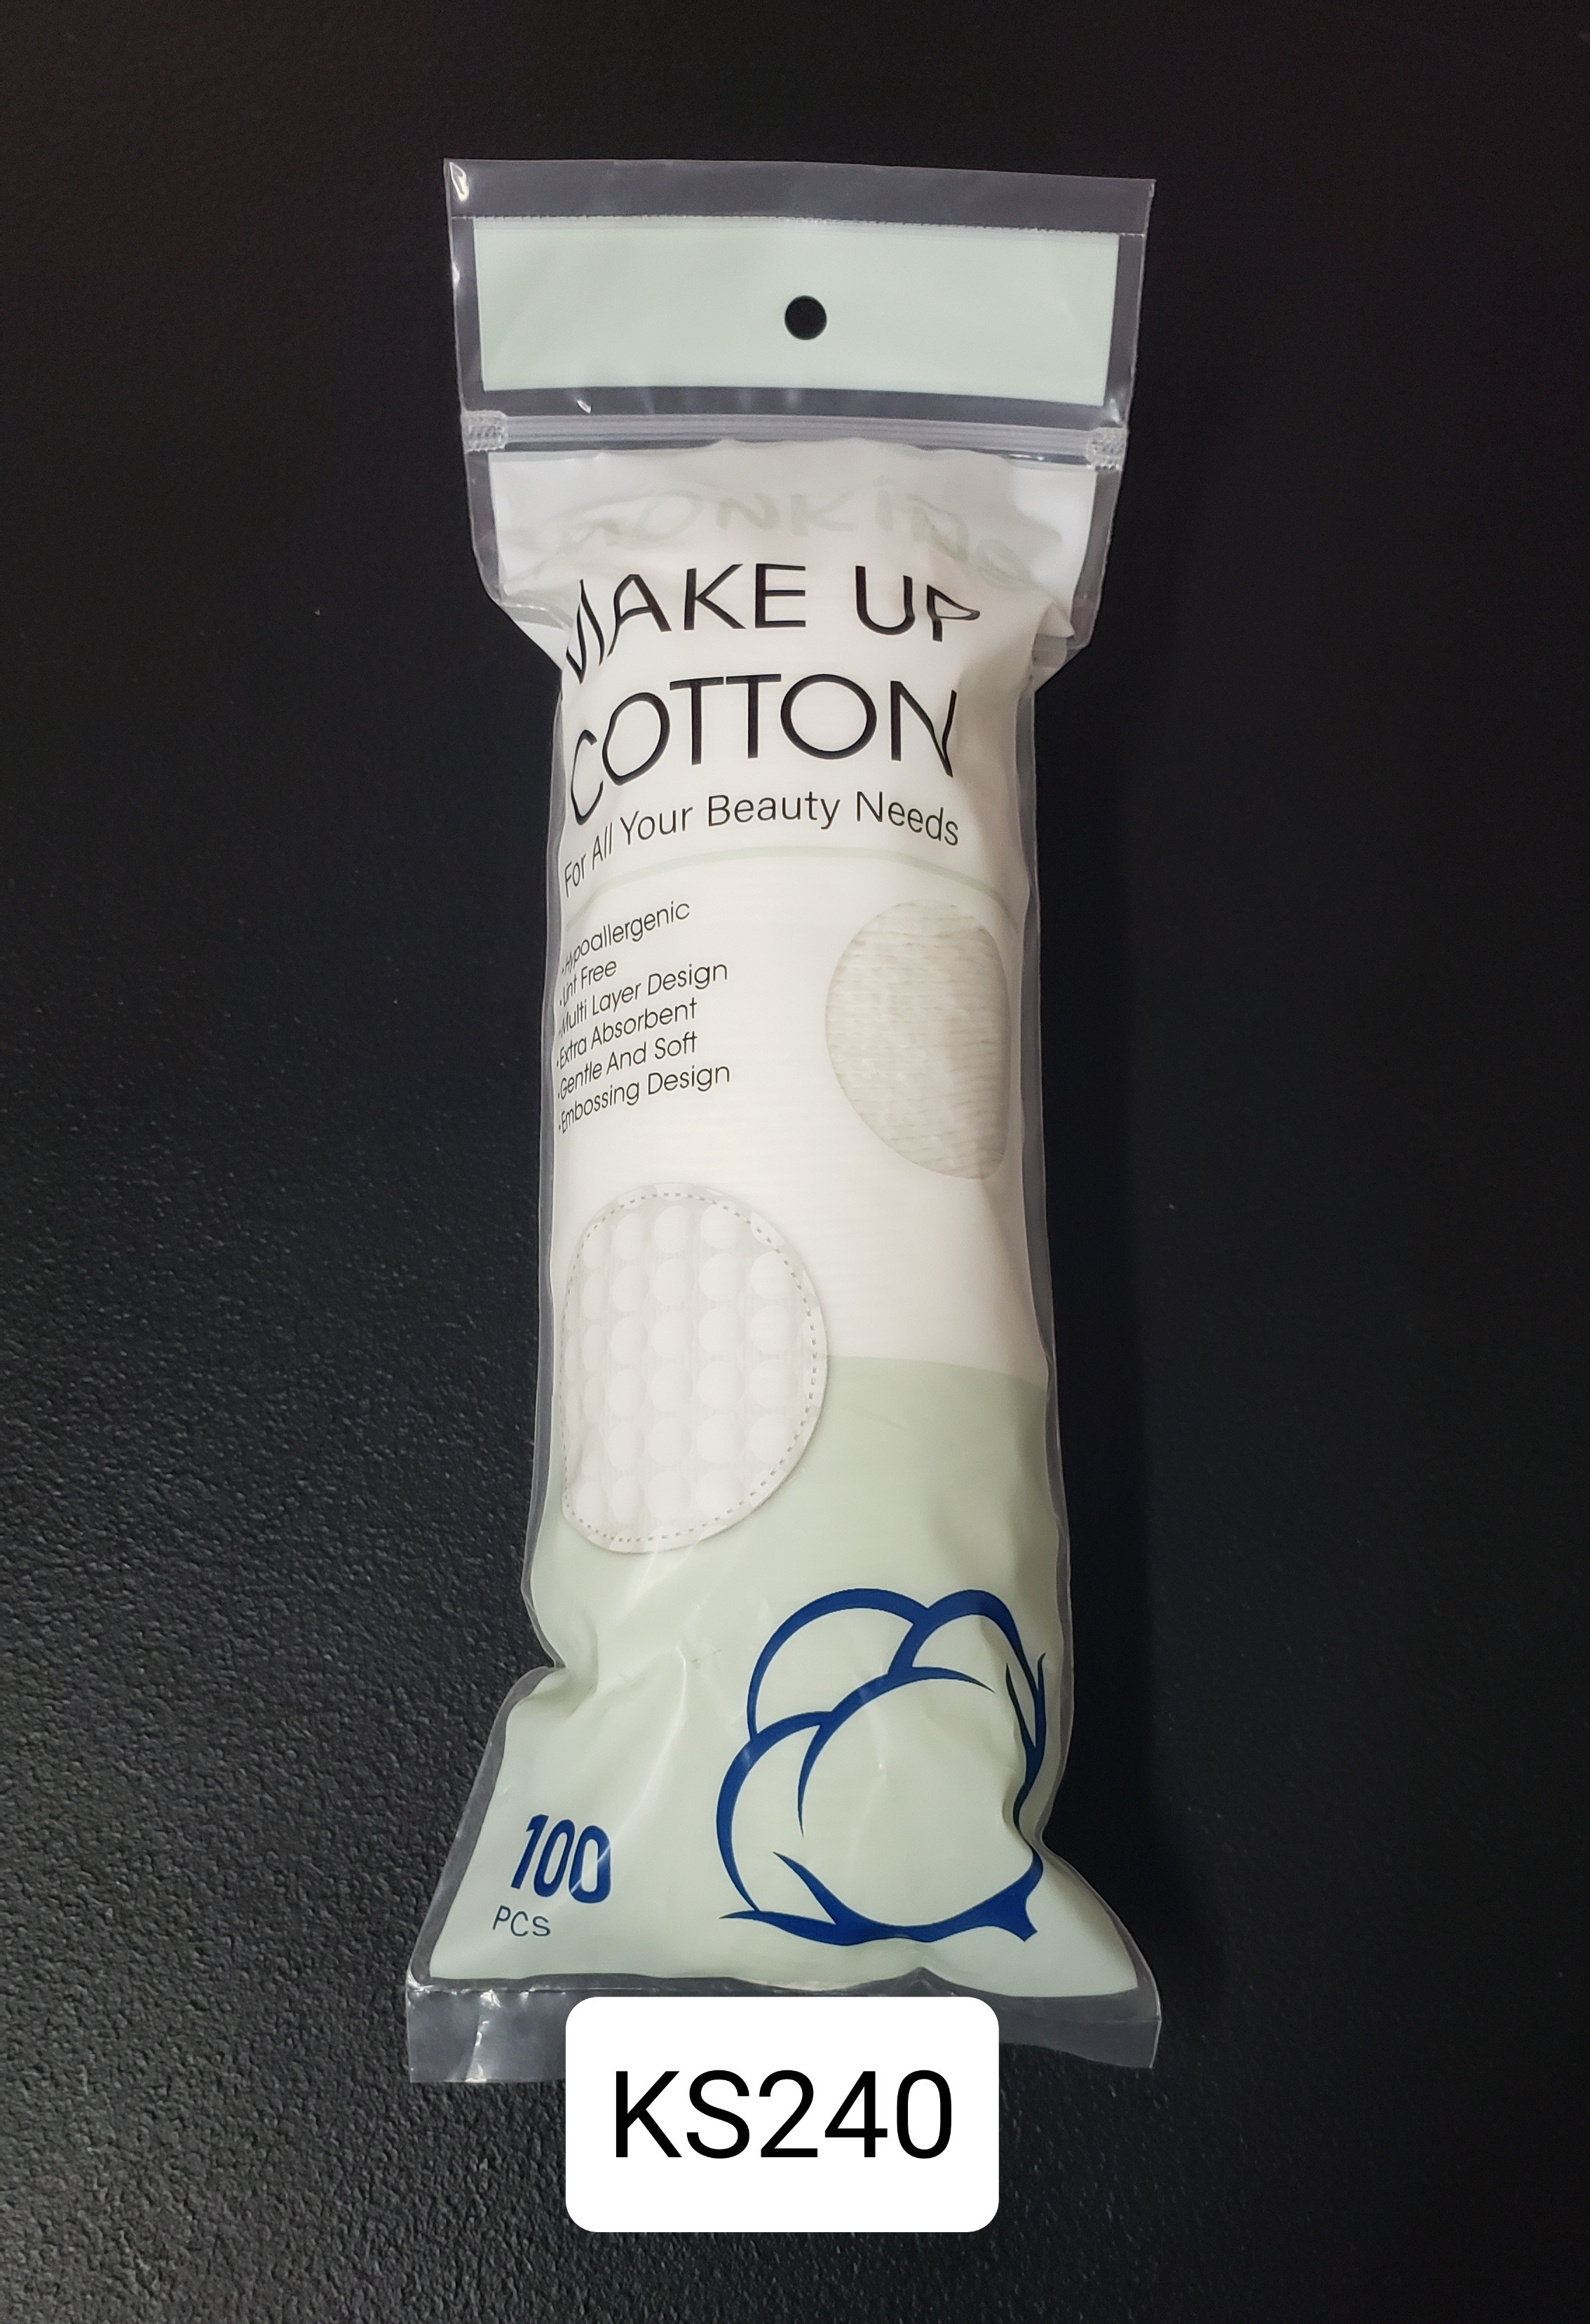 MAKE UP
COTTON
For All Your Beauty Needs
·Hypoallergenic
·Lint Free
·Multi Layer Design
·Extra Absorbent
·Gentle And Soft
·Embossing Design
100
PCS
KS240